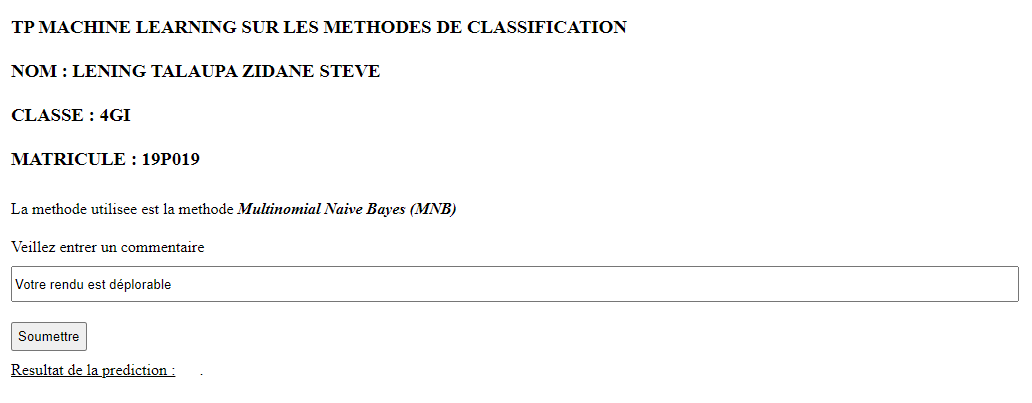 TP MACHINE LEARNING SUR LES METHODES DE CLASSIFICATION
NOM : LENING TALAUPA ZIDANE STEVE
CLASSE : 4GI
MATRICULE : 19P019
La methode utilisee est la methode Multinomial Naive Bayes (MNB)
Veillez entrer un commentaire
Votre rendu est déplorable
Soumettre
Resultat de la prediction : .